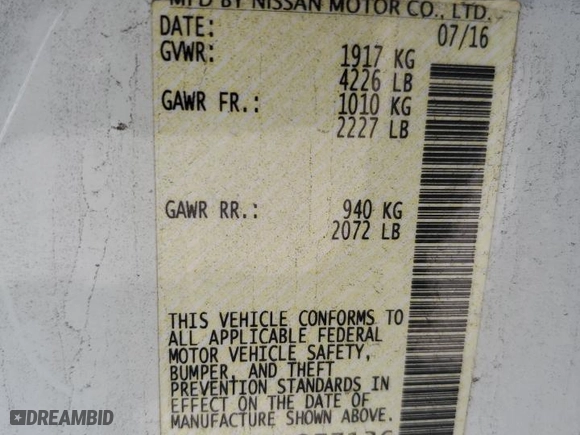 MFD BY NISSAN MOTOR CO., LTD.
DATE: 07/16
GVWR: 1917 KG
4226 LB
GAWR FR.: 1010 KG
2227 LB
GAWR RR.: 940 KG
2072 LB
THIS VEHICLE CONFORMS TO
ALL APPLICABLE FEDERAL
MOTOR VEHICLE SAFETY,
BUMPER, AND THEFT
PREVENTION STANDARDS IN
EFFECT ON THE DATE OF
MANUFACTURE SHOWN ABOVE.
DREAMBID